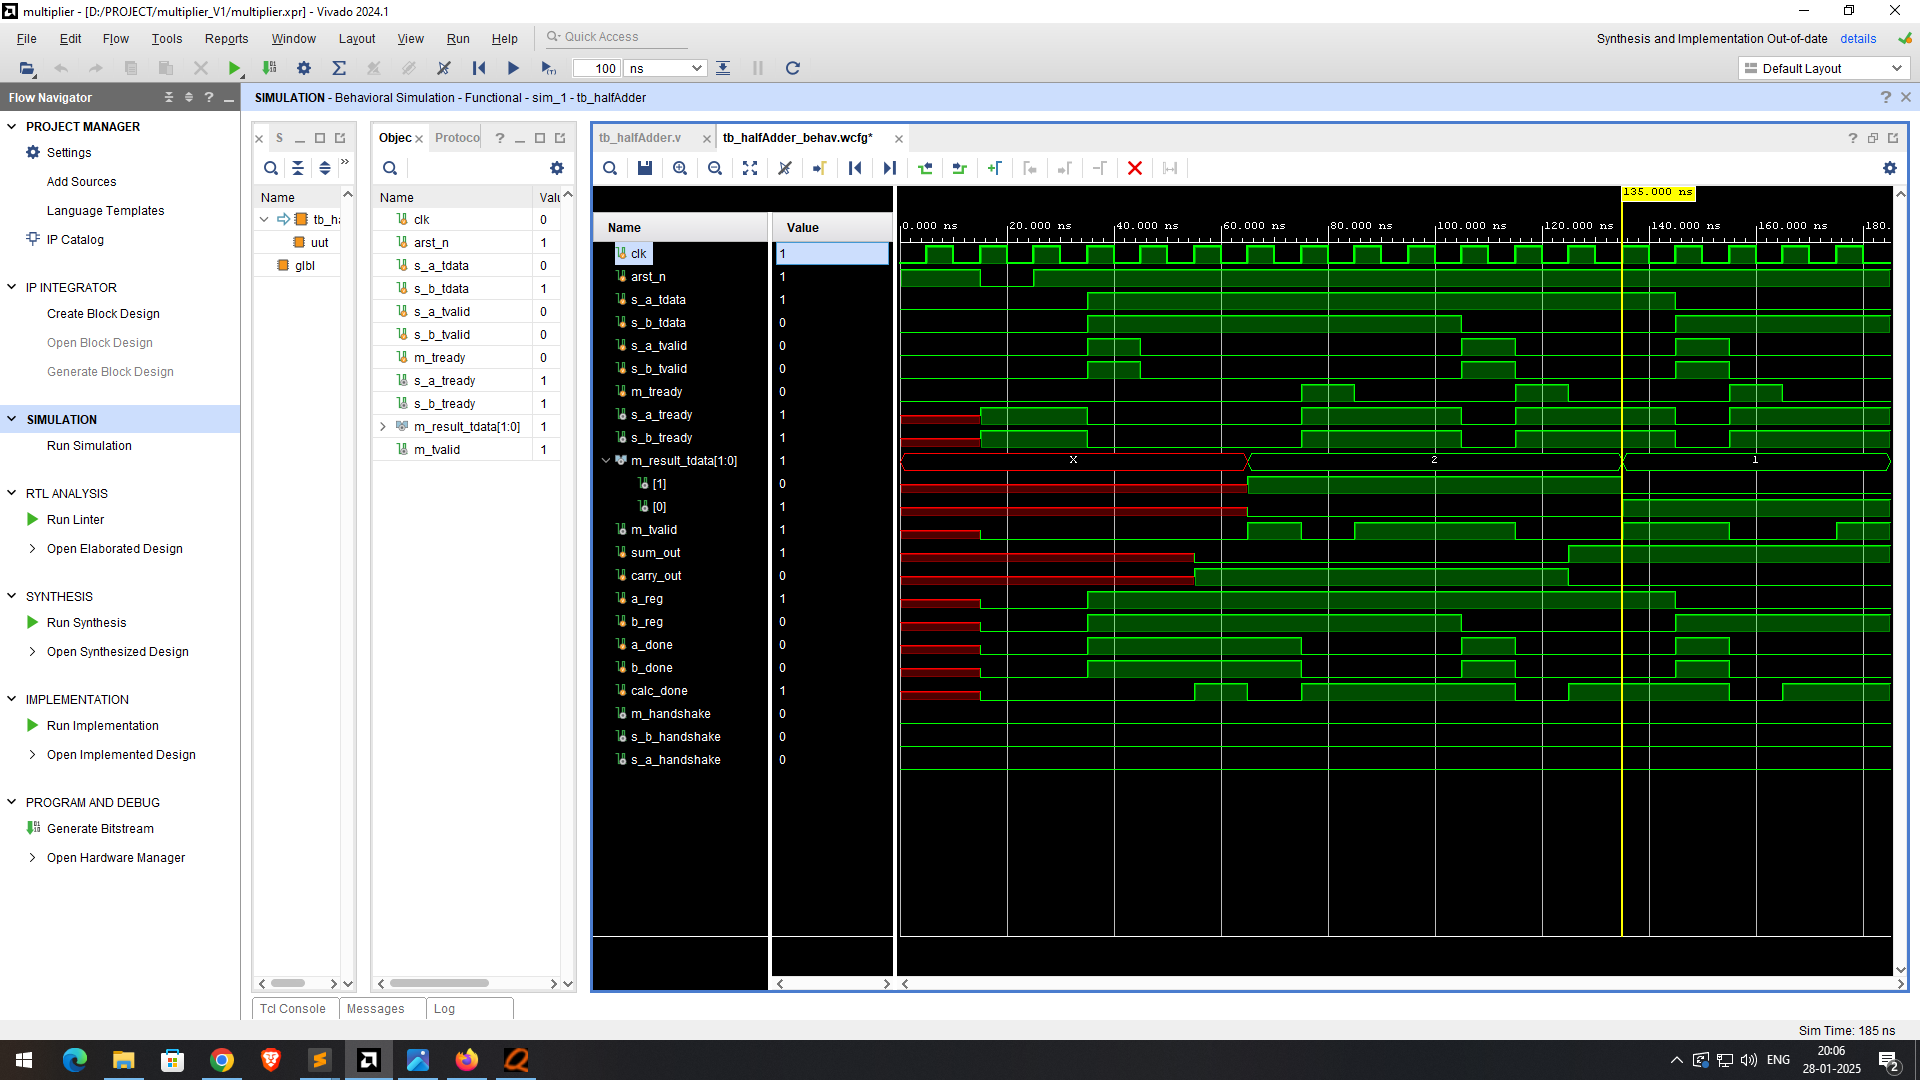 multiplier - [D:/PROJECT/multiplier_V1/multiplier.xpr] - Vivado 2024.1
File Edit Flow Tools Reports Window Layout View Run Help Quick Access
Synthesis and Implementation Out-of-date details
100 ns
Default Layout
Flow Navigator
SIMULATION - Behavioral Simulation - Functional - sim_1 - tb_halfAdder
PROJECT MANAGER
Settings
Add Sources
Language Templates
IP Catalog
IP INTEGRATOR
Create Block Design
Open Block Design
Generate Block Design
SIMULATION
Run Simulation
RTL ANALYSIS
Run Linter
Open Elaborated Design
SYNTHESIS
Run Synthesis
Open Synthesized Design
IMPLEMENTATION
Run Implementation
Open Implemented Design
PROGRAM AND DEBUG
Generate Bitstream
Open Hardware Manager
S
Name
tb_ha
uut
glbl
Objec Protoco
Name Valu
clk 0
arst_n 1
s_a_tdata 0
s_b_tdata 1
s_a_tvalid 0
s_b_tvalid 0
m_tready 0
s_a_tready 1
s_b_tready 1
m_result_tdata[1:0] 1
m_tvalid 1
tb_halfAdder.v tb_halfAdder_behav.wcfg*
135.000 ns
Name Value
0.000 ns 20.000 ns 40.000 ns 60.000 ns 80.000 ns 100.000 ns 120.000 ns 140.000 ns 160.000 ns 180.
clk 1
arst_n 1
s_a_tdata 1
s_b_tdata 0
s_a_tvalid 0
s_b_tvalid 0
m_tready 0
s_a_tready 1
s_b_tready 1
m_result_tdata[1:0] 1 X 2 1
[1] 0
[0] 1
m_tvalid 1
sum_out 1
carry_out 0
a_reg 1
b_reg 0
a_done 0
b_done 0
calc_done 1
m_handshake 0
s_b_handshake 0
s_a_handshake 0
Tcl Console Messages Log
Sim Time: 185 ns
ENG
20:06
28-01-2025
2